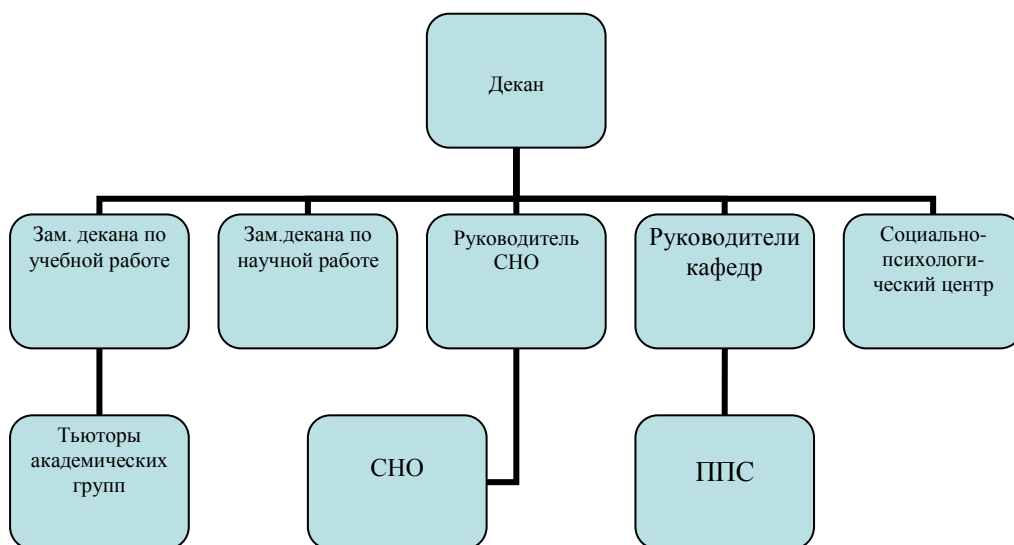 Декан
Зам. декана по
учебной работе
Зам.декана по
научной работе
Руководитель
СНО
Руководители
кафедр
Социально-
психологи-
ческий центр
Тьюторы
академических
групп
СНО
ППС